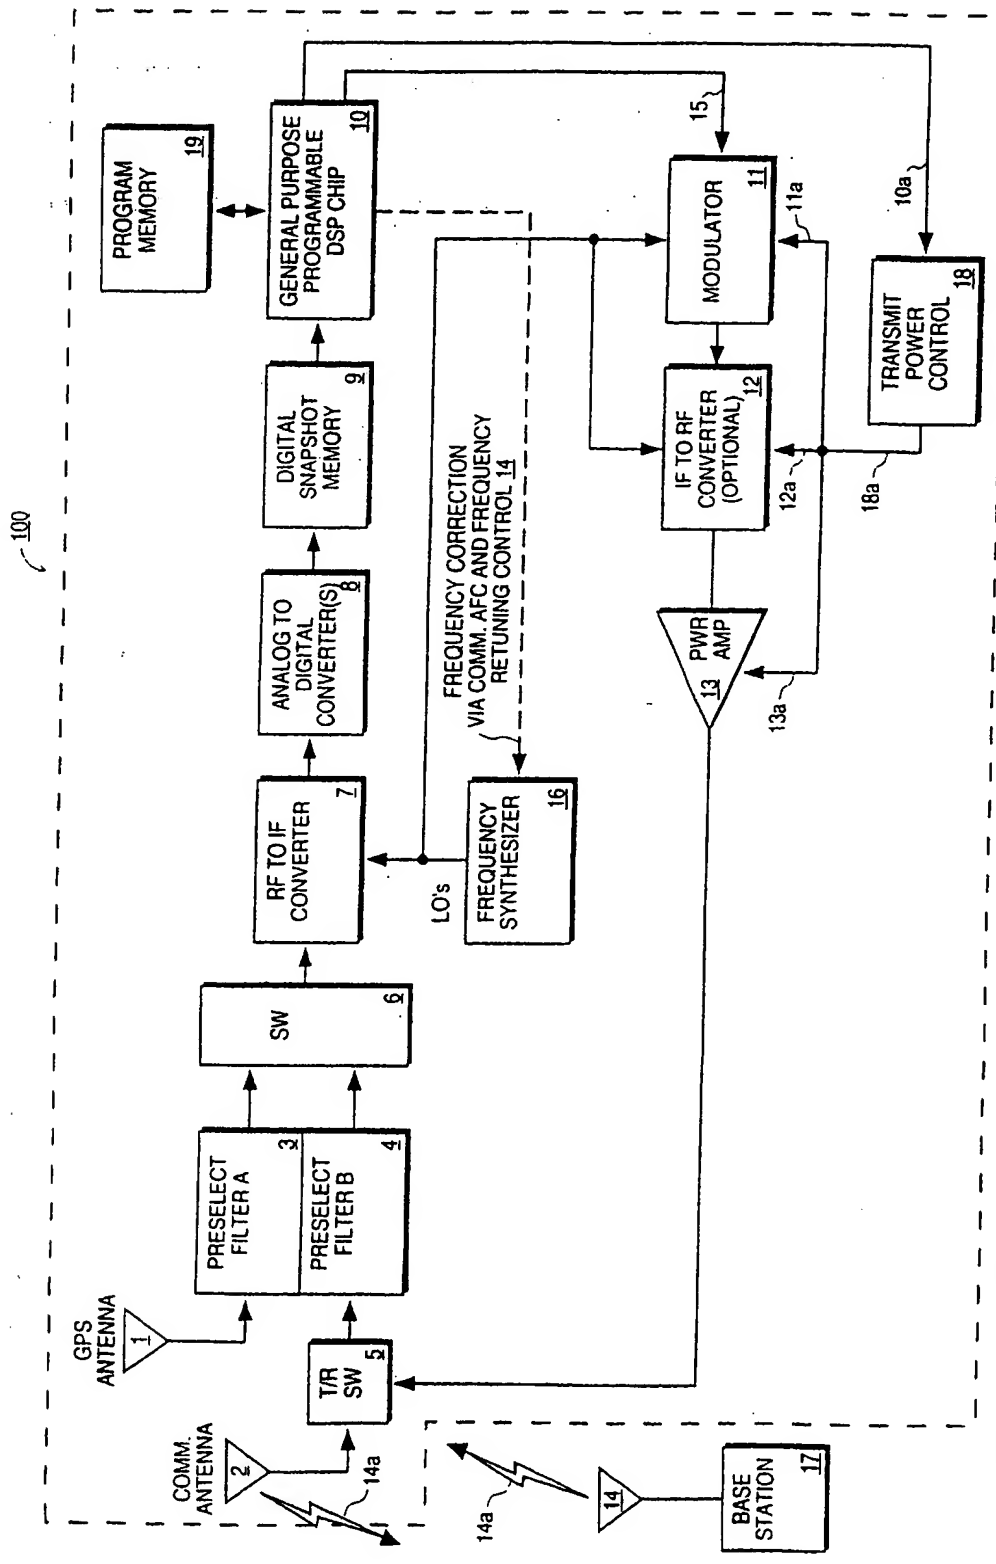 100
GPS
ANTENNA
1
COMM.
ANTENNA
2
14a
T/R
SW
5
PRESELECT
FILTER A
3
PRESELECT
FILTER B
4
SW
6
RF TO IF
CONVERTER
7
ANALOG TO
DIGITAL
CONVERTER(S)
8
DIGITAL
SNAPSHOT
MEMORY
9
GENERAL PURPOSE
PROGRAMMABLE
DSP CHIP
10
PROGRAM
MEMORY
19
LO's
FREQUENCY
SYNTHESIZER
16
FREQUENCY CORRECTION
VIA COMM. AFC AND FREQUENCY
RETUNING CONTROL 14
15
MODULATOR
11
11a
10a
IF TO RF
CONVERTER
(OPTIONAL)
12
12a
PWR
AMP
13
13a
TRANSMIT
POWER
CONTROL
18
18a
14a
14
BASE
STATION
17